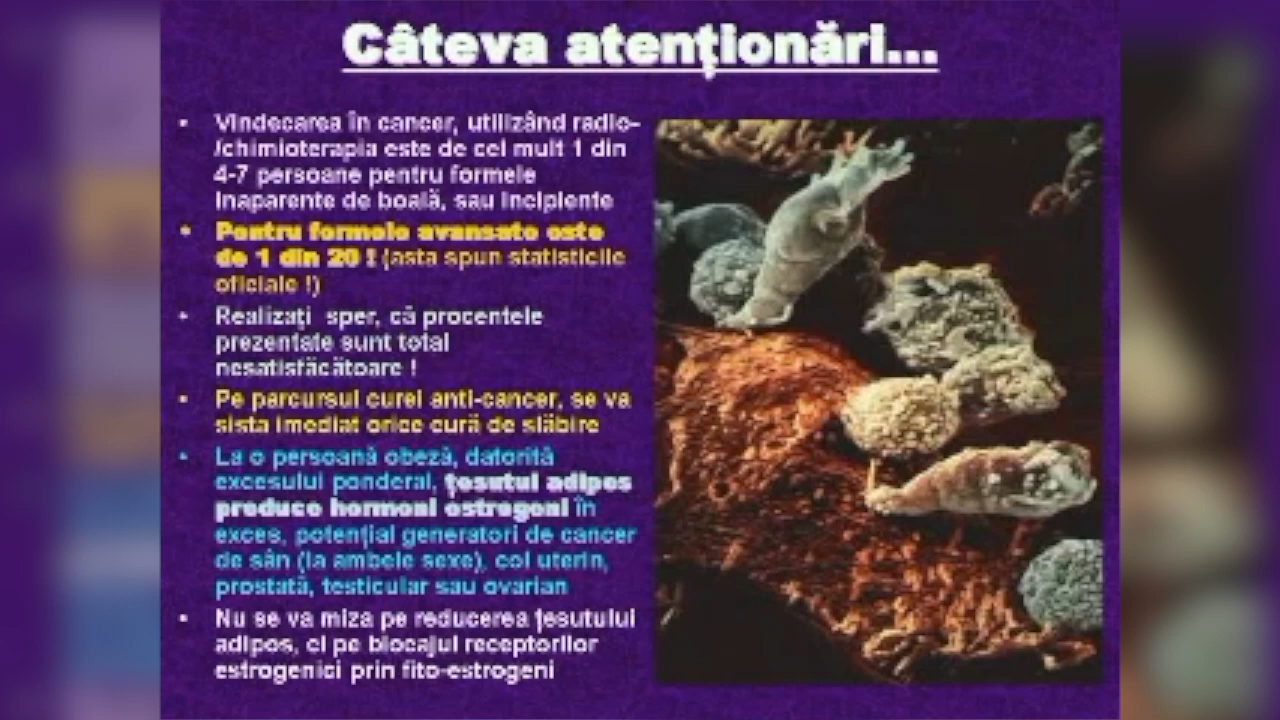 Câteva atenționări...
• Vindecarea în cancer, utilizând radio-
/chimioterapia este de cel mult 1 din
4-7 persoane pentru formele
inaparente de boală, sau incipiente
• Pentru formele avansate este
de 1 din 20 ! (asta spun statisticile
oficiale !)
• Realizați sper, că procentele
prezentate sunt total
nesatisfăcătoare !
• Pe parcursul curei anti-cancer, se va
sista imediat orice cură de slăbire
• La o persoană obeză, datorită
excesului ponderal, țesutul adipos
produce hormoni estrogeni în
exces, potențial generatori de cancer
de sân (la ambele sexe), col uterin,
prostată, testicular sau ovarian
• Nu se va miza pe reducerea țesutului
adipos, ci pe blocajul receptorilor
estrogenici prin fito-estrogeni